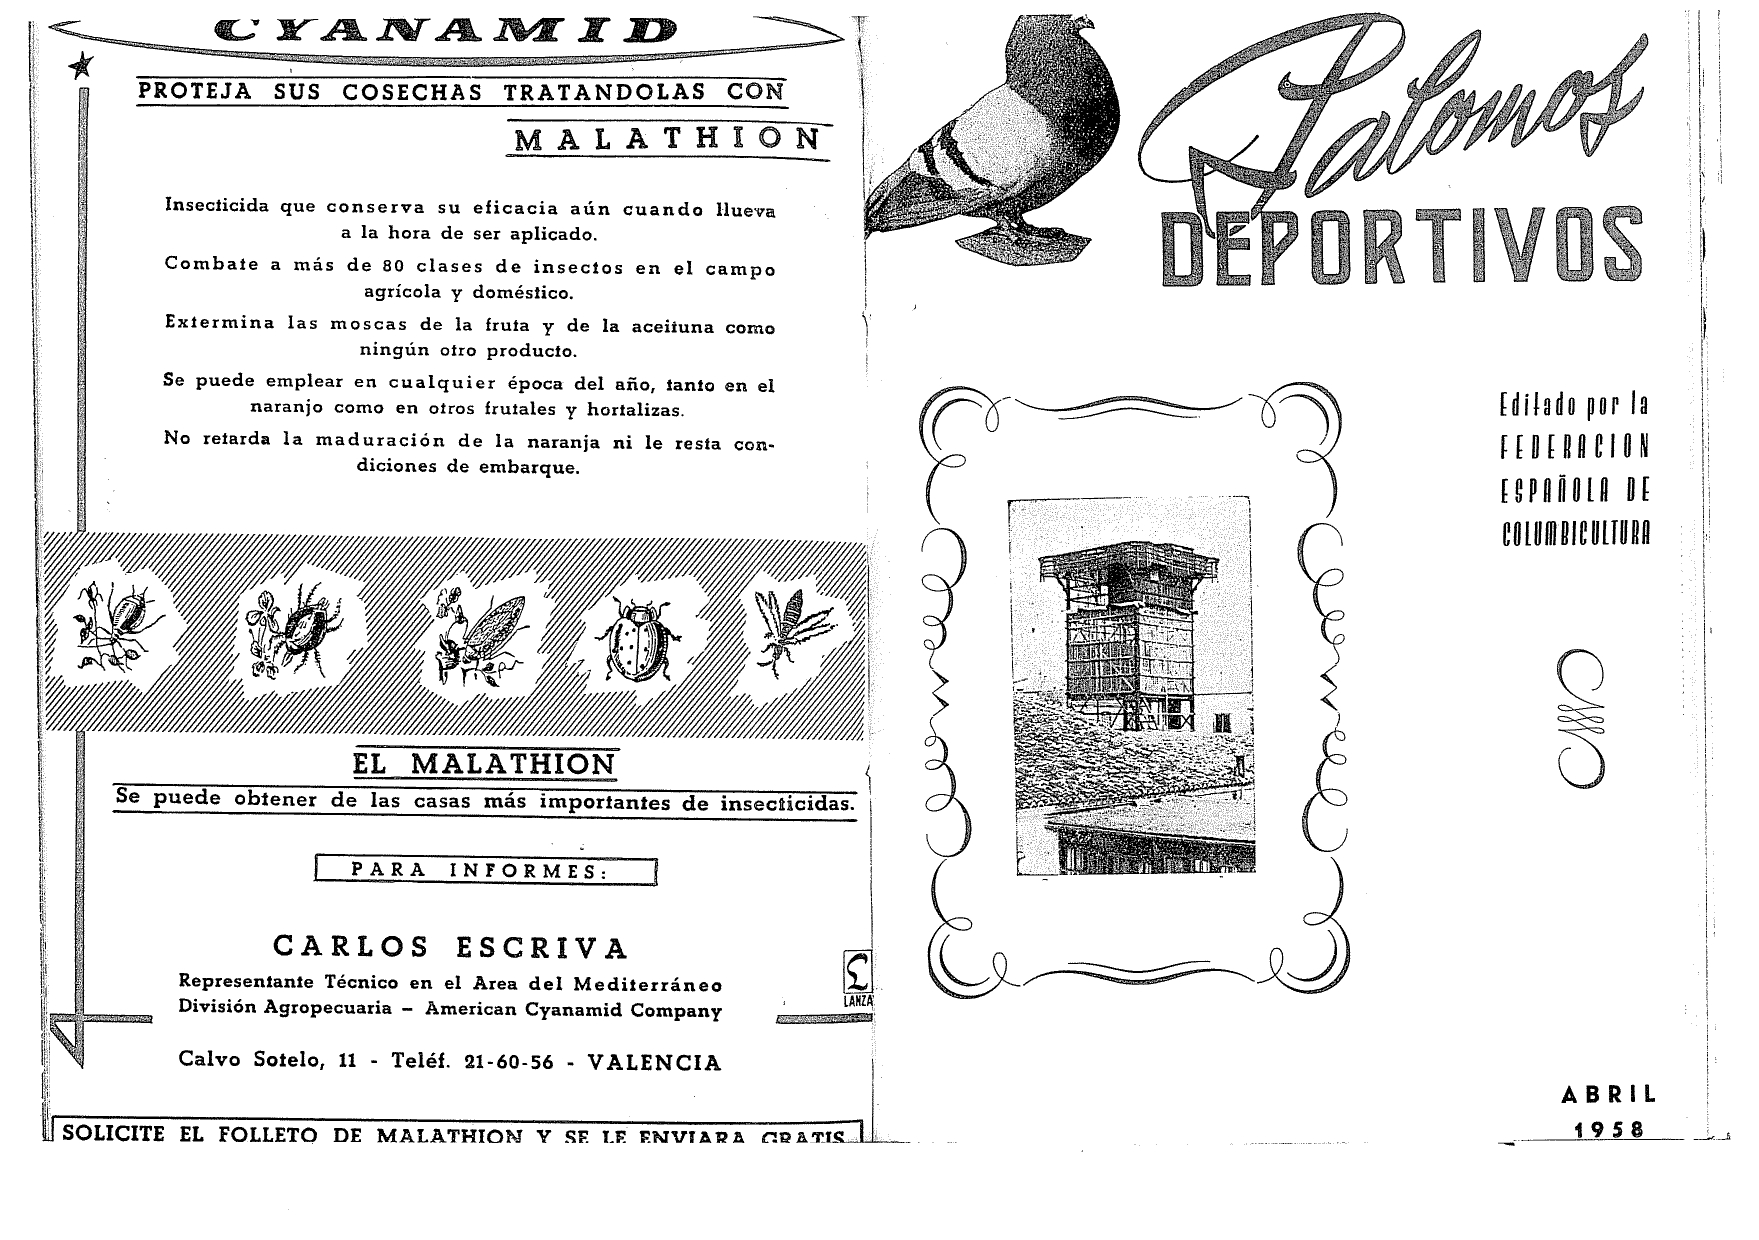 CYANAMID
PROTEJA SUS COSECHAS TRATANDOLAS CON
MALATHION
Insecticida que conserva su eficacia aún cuando llueva
a la hora de ser aplicado.
Combate a más de 80 clases de insectos en el campo
agrícola y doméstico.
Extermina las moscas de la fruta y de la aceituna como
ningún otro producto.
Se puede emplear en cualquier época del año, tanto en el
naranjo como en otros frutales y hortalizas.
No retarda la maduración de la naranja ni le resta con-
diciones de embarque.
EL MALATHION
Se puede obtener de las casas más importantes de insecticidas.
PARA INFORMES:
CARLOS ESCRIVA
Representante Técnico en el Area del Mediterráneo
División Agropecuaria – American Cyanamid Company
Calvo Sotelo, 11 - Teléf. 21-60-56 - VALENCIA
L
LANZA
SOLICITE EL FOLLETO DE MALATHION Y SE LE ENVIARA GRATIS
Palomos
DEPORTIVOS
Editado por la
FEDERACION
ESPAÑOLA DE
COLUMBICULTURA
ABRIL
1958